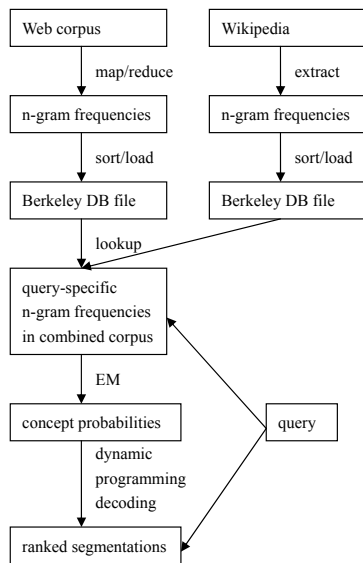 Web corpus
Wikipedia
map/reduce
extract
n-gram frequencies
n-gram frequencies
sort/load
sort/load
Berkeley DB file
Berkeley DB file
lookup
query-specific
n-gram frequencies
in combined corpus
EM
concept probabilities
query
dynamic
programming
decoding
ranked segmentations